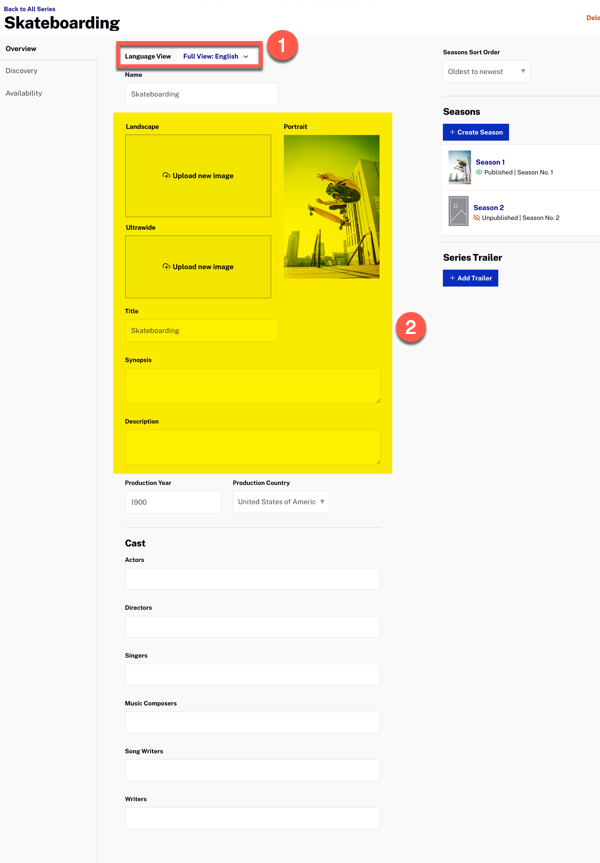 Back to All Series
Skateboarding
Dele
Overview
Discovery
Availability
Language View Full View: English
1
Name
Skateboarding
Landscape
Upload new image
Portrait
Ultrawide
Upload new image
Title
Skateboarding
2
Synopsis
Description
Production Year
1900
Production Country
United States of Americ
Cast
Actors
Directors
Singers
Music Composers
Song Writers
Writers
Seasons Sort Order
Oldest to newest
Seasons
+ Create Season
Season 1
Published | Season No. 1
Season 2
Unpublished | Season No. 2
Series Trailer
+ Add Trailer